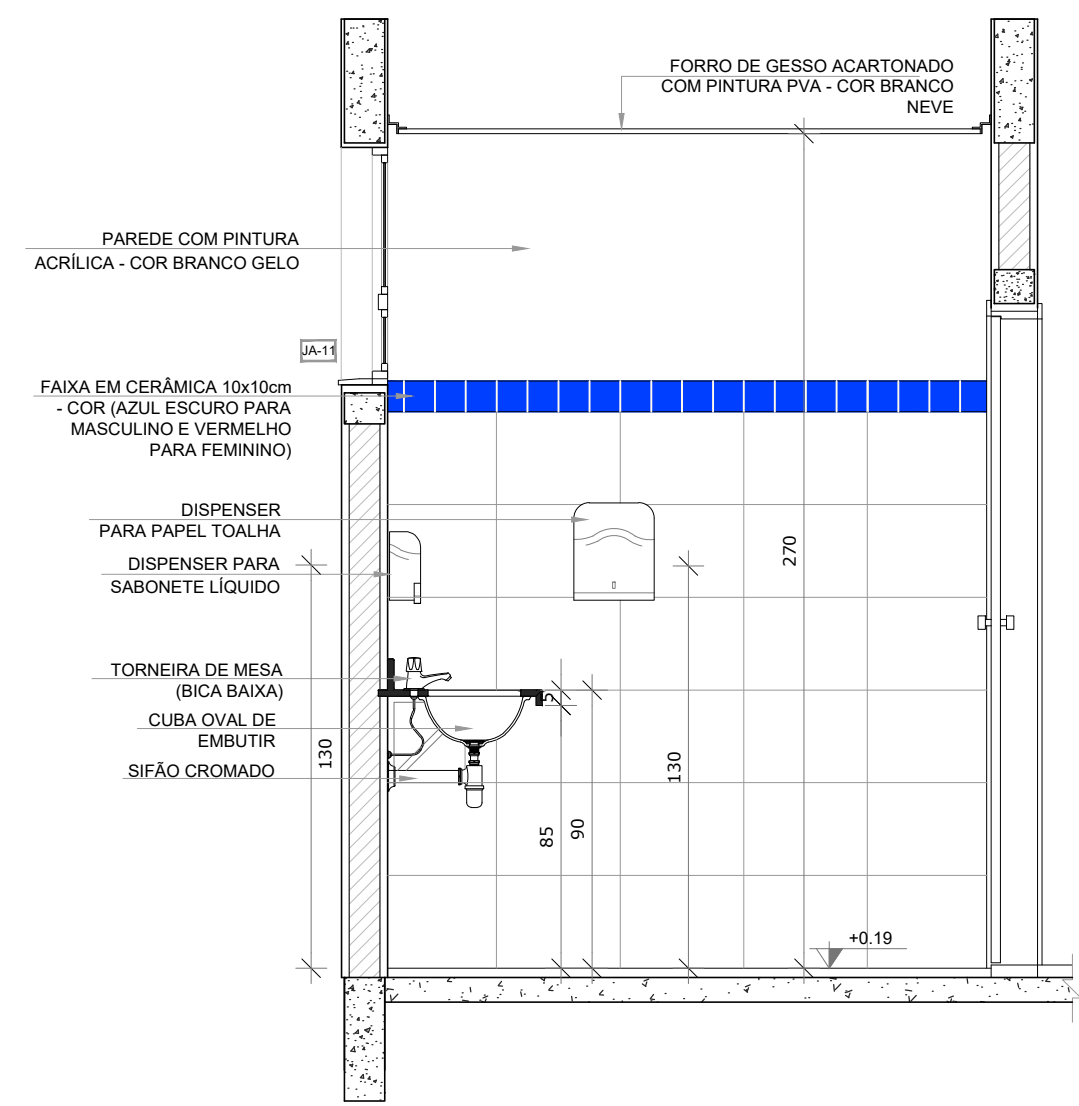 FORRO DE GESSO ACARTONADO
COM PINTURA PVA - COR BRANCO
NEVE
PAREDE COM PINTURA
ACRÍLICA - COR BRANCO GELO
JA-11
FAIXA EM CERÂMICA 10x10cm
- COR (AZUL ESCURO PARA
MASCULINO E VERMELHO
PARA FEMININO)
DISPENSER
PARA PAPEL TOALHA
DISPENSER PARA
SABONETE LÍQUIDO
270
TORNEIRA DE MESA
(BICA BAIXA)
CUBA OVAL DE
EMBUTIR
SIFÃO CROMADO
130
130
85
90
+0.19